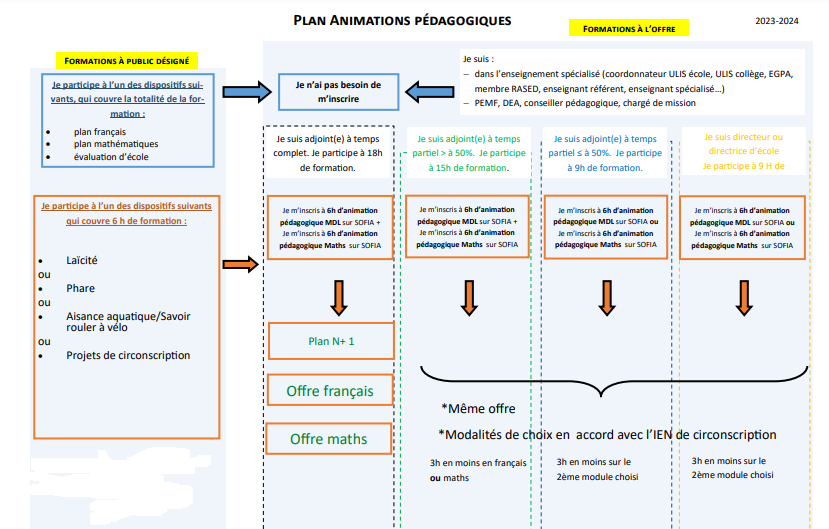 PLAN ANIMATIONS PÉDAGOGIQUES
2023-2024
FORMATIONS À L'OFFRE
FORMATIONS À PUBLIC DÉSIGNÉ
Je participe à l'un des dispositifs sui-
vants, qui couvre la totalité de la for-
mation :
• plan français
• plan mathématiques
• évaluation d'école
Je n'ai pas besoin de
m'inscrire
Je suis :
– dans l'enseignement spécialisé (coordonnateur ULIS école, ULIS collège, EGPA,
membre RASED, enseignant référent, enseignant spécialisé...)
– PEMF, DEA, conseiller pédagogique, chargé de mission
Je participe à l'un des dispositifs suivants
qui couvre 6 h de formation :
• Laïcité
ou
• Phare
ou
• Aisance aquatique/Savoir
rouler à vélo
ou
• Projets de circonscription
Je suis adjoint(e) à temps
complet. Je participe à 18h
de formation.
Je m'inscris à 6h d'animation
pédagogique MDL sur SOFIA +
Je m'inscris à 6h d'animation
pédagogique Maths sur SOFIA
Plan N+ 1
Offre français
Offre maths
Je suis adjoint(e) à temps
partiel > à 50%. Je participe
à 15h de formation.
Je m'inscris à 6h d'animation
pédagogique MDL sur SOFIA +
Je m'inscris à 6h d'animation
pédagogique Maths sur SOFIA
Je suis adjoint(e) à temps
partiel ≤ à 50%. Je participe
à 9h de formation.
Je m'inscris à 6h d'animation
pédagogique MDL sur SOFIA ou
Je m'inscris à 6h d'animation
pédagogique Maths sur SOFIA
Je suis directeur ou
directrice d'école
Je participe à 9 H de
Je m'inscris à 6h d'animation
pédagogique MDL sur SOFIA ou
Je m'inscris à 6h d'animation
pédagogique Maths sur SOFIA
*Même offre
*Modalités de choix en accord avec l'IEN de circonscription
3h en moins en français
ou maths
3h en moins sur le
2ème module choisi
3h en moins sur le
2ème module choisi